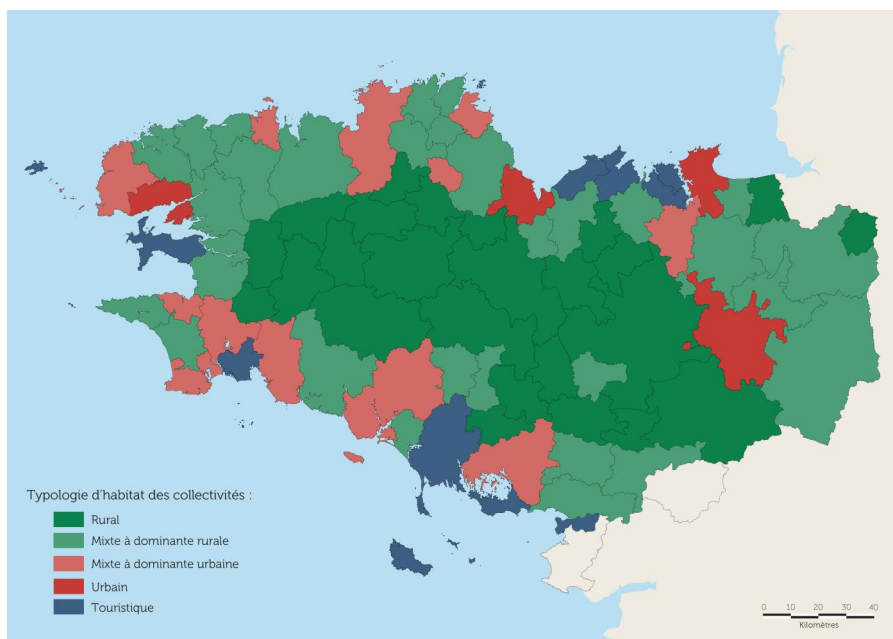 Typologie d'habitat des collectivités :
Rural
Mixte à dominante rurale
Mixte à dominante urbaine
Urbain
Touristique
0 10 20 30 40
Kilomètres